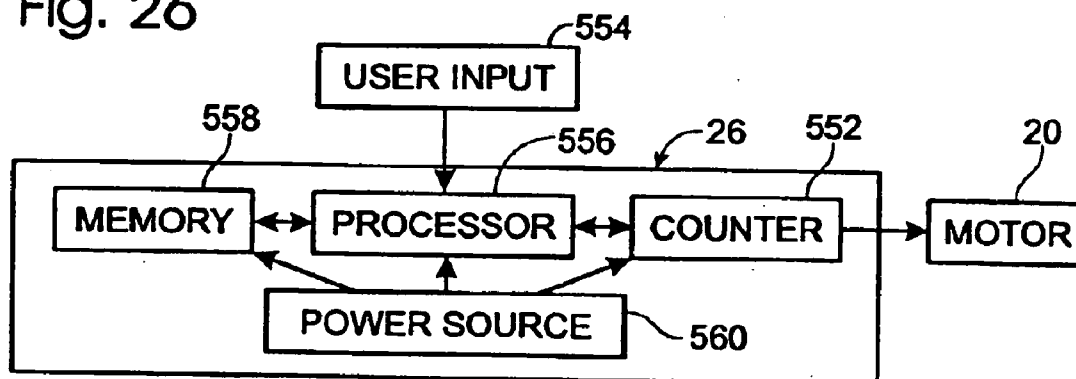 Fig. 26
554
USER INPUT
558
556
26
552
20
MEMORY
PROCESSOR
COUNTER
MOTOR
POWER SOURCE
560